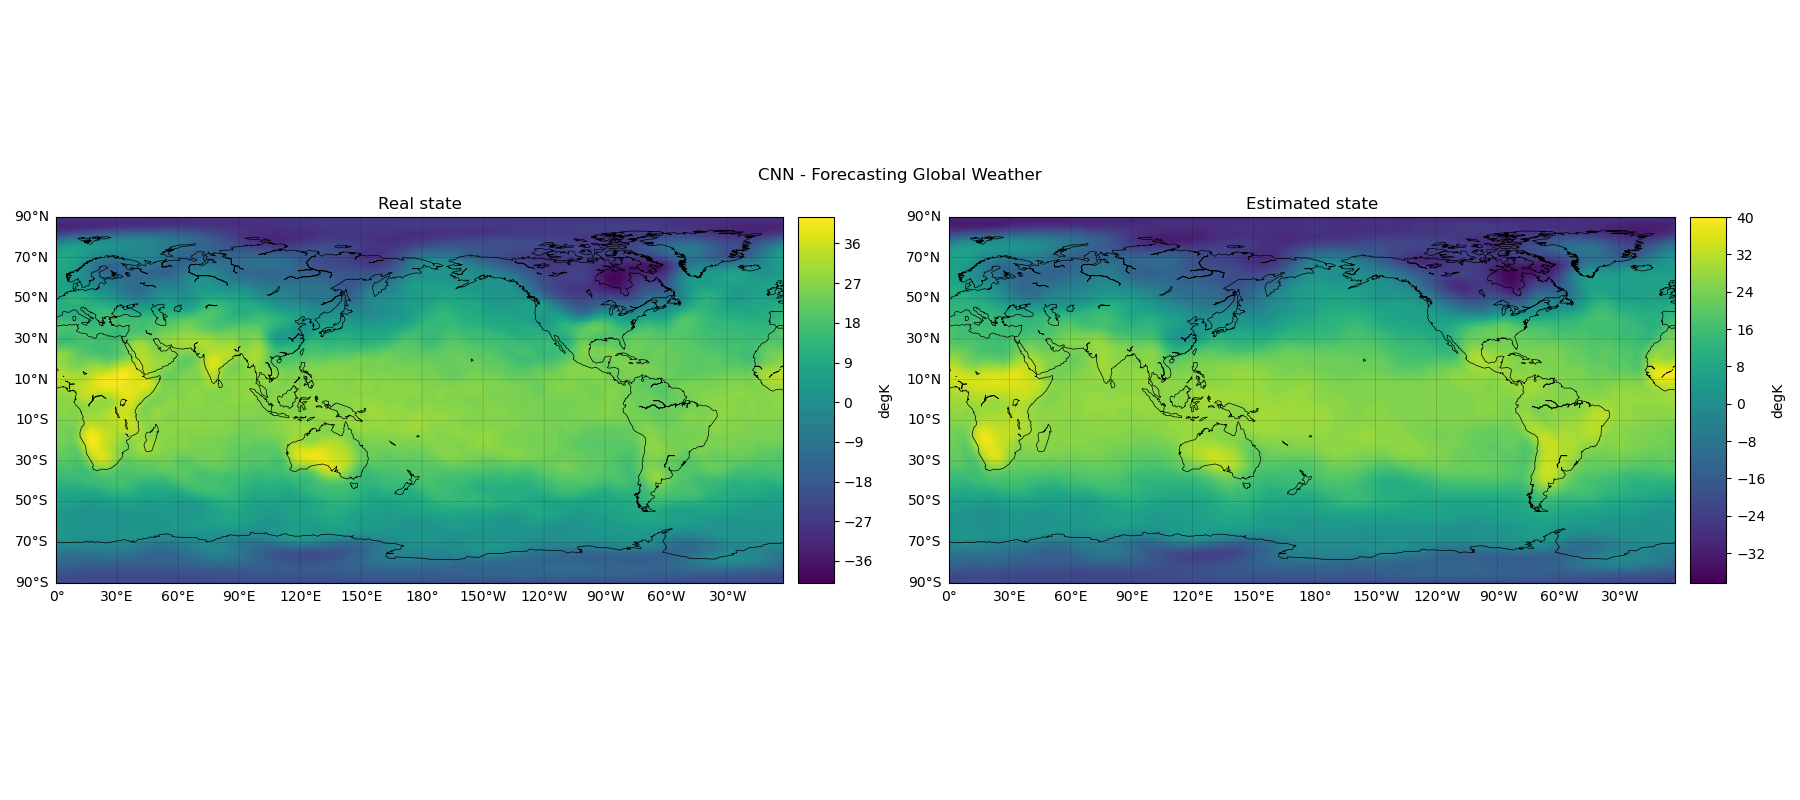 CNN - Forecasting Global Weather
Real state
90°N
70°N
50°N
30°N
10°N
10°S
30°S
50°S
70°S
90°S
0° 30°E 60°E 90°E 120°E 150°E 180° 150°W 120°W 90°W 60°W 30°W
36
27
18
9
0
−9
−18
−27
−36
degK
Estimated state
90°N
70°N
50°N
30°N
10°N
10°S
30°S
50°S
70°S
90°S
0° 30°E 60°E 90°E 120°E 150°E 180° 150°W 120°W 90°W 60°W 30°W
40
32
24
16
8
0
−8
−16
−24
−32
degK